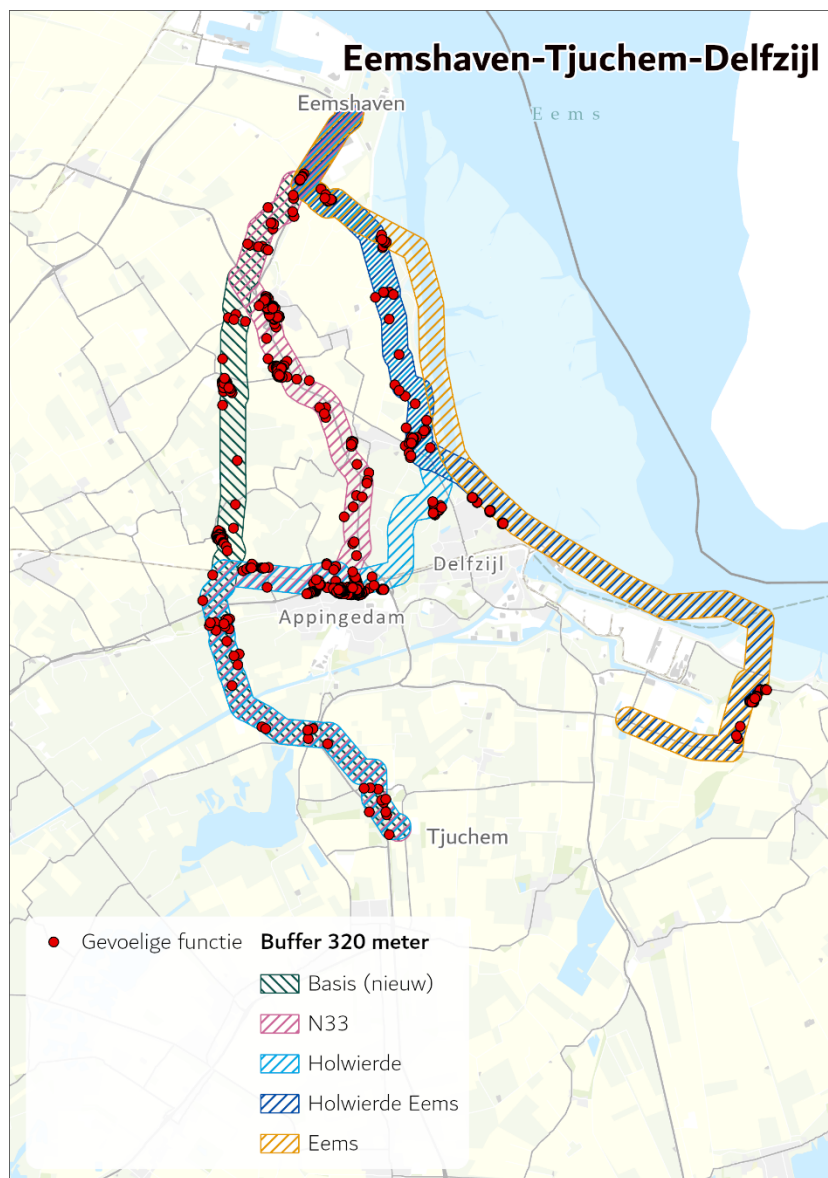 Eemshaven-Tjuchem-Delfzijl
Eemshaven
Eems
Delfzijl
Appingedam
Tjuchem
Gevoelige functie
Buffer 320 meter
Basis (nieuw)
N33
Holwierde
Holwierde Eems
Eems